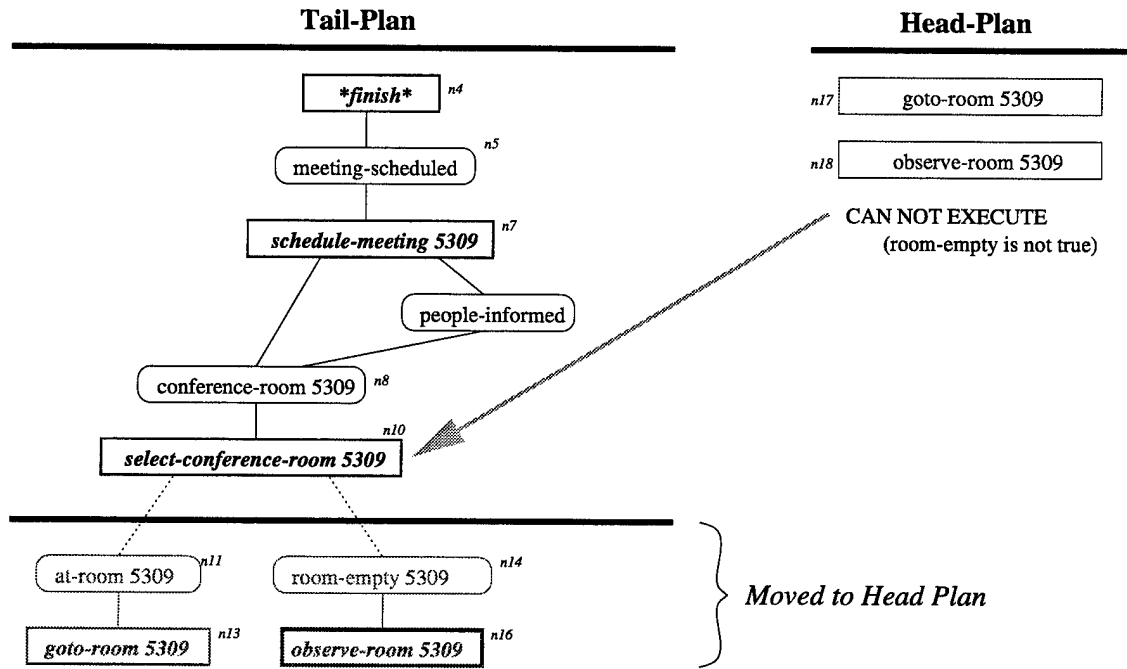 Tail-Plan
*finish*
n4
n5
meeting-scheduled
schedule-meeting 5309
n7
people-informed
conference-room 5309
n8
n10
select-conference-room 5309
at-room 5309
n11
room-empty 5309
n14
goto-room 5309
n13
observe-room 5309
n16
Head-Plan
n17
goto-room 5309
n18
observe-room 5309
CAN NOT EXECUTE
(room-empty is not true)
Moved to Head Plan